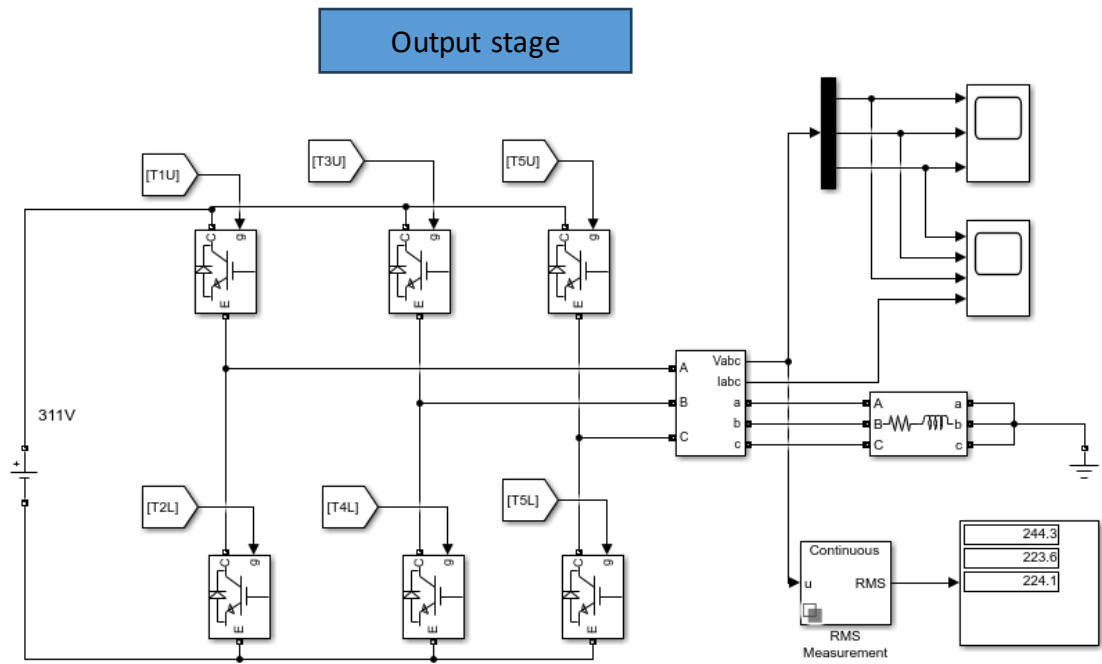 Output stage
[T1U]
[T3U]
[T5U]
C
g
E
C
g
E
C
g
E
311V
+
A
B
C
Vabc
Iabc
a
b
c
A
B
C
a
b
c
[T2L]
[T4L]
[T5L]
C
g
E
C
g
E
C
g
E
Continuous
u
RMS
RMS
Measurement
244.3
223.6
224.1